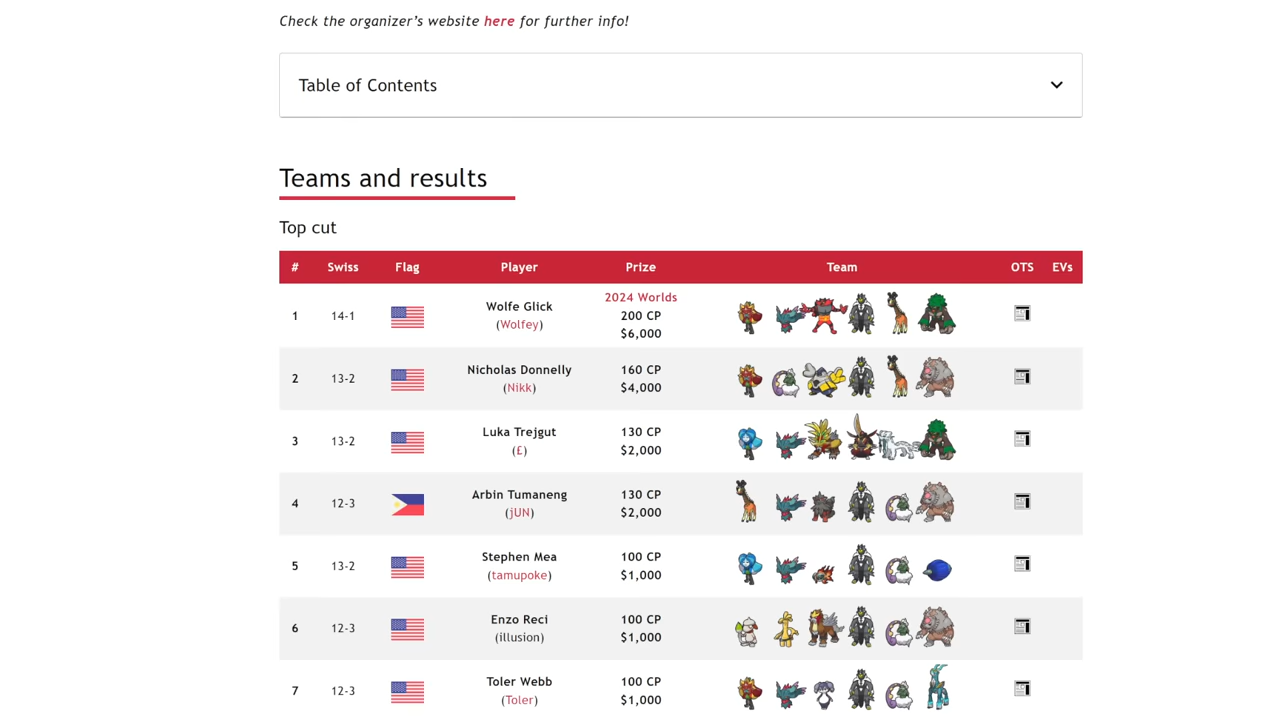 Check the organizer's website here for further info!
Table of Contents
Teams and results
Top cut
# Swiss Flag Player Prize Team OTS EVs
1 14-1 Wolfe Glick (Wolfey) 2024 Worlds 200 CP $6,000
2 13-2 Nicholas Donnelly (Nikk) 160 CP $4,000
3 13-2 Luka Trejgut (£) 130 CP $2,000
4 12-3 Arbin Tumaneng (jUN) 130 CP $2,000
5 13-2 Stephen Mea (tamupoke) 100 CP $1,000
6 12-3 Enzo Reci (illusion) 100 CP $1,000
7 12-3 Toler Webb (Toler) 100 CP $1,000